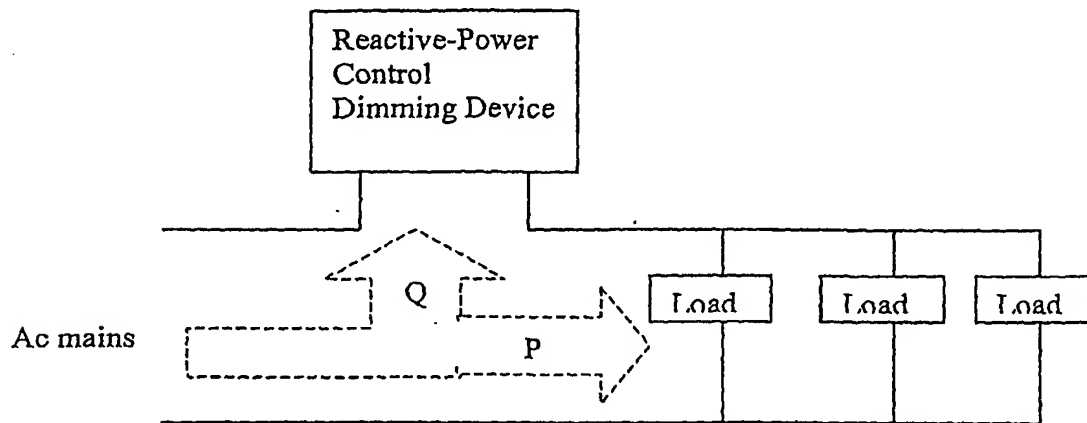 Reactive-Power
Control
Dimming Device
Q
Load
Load
Load
Ac mains
P